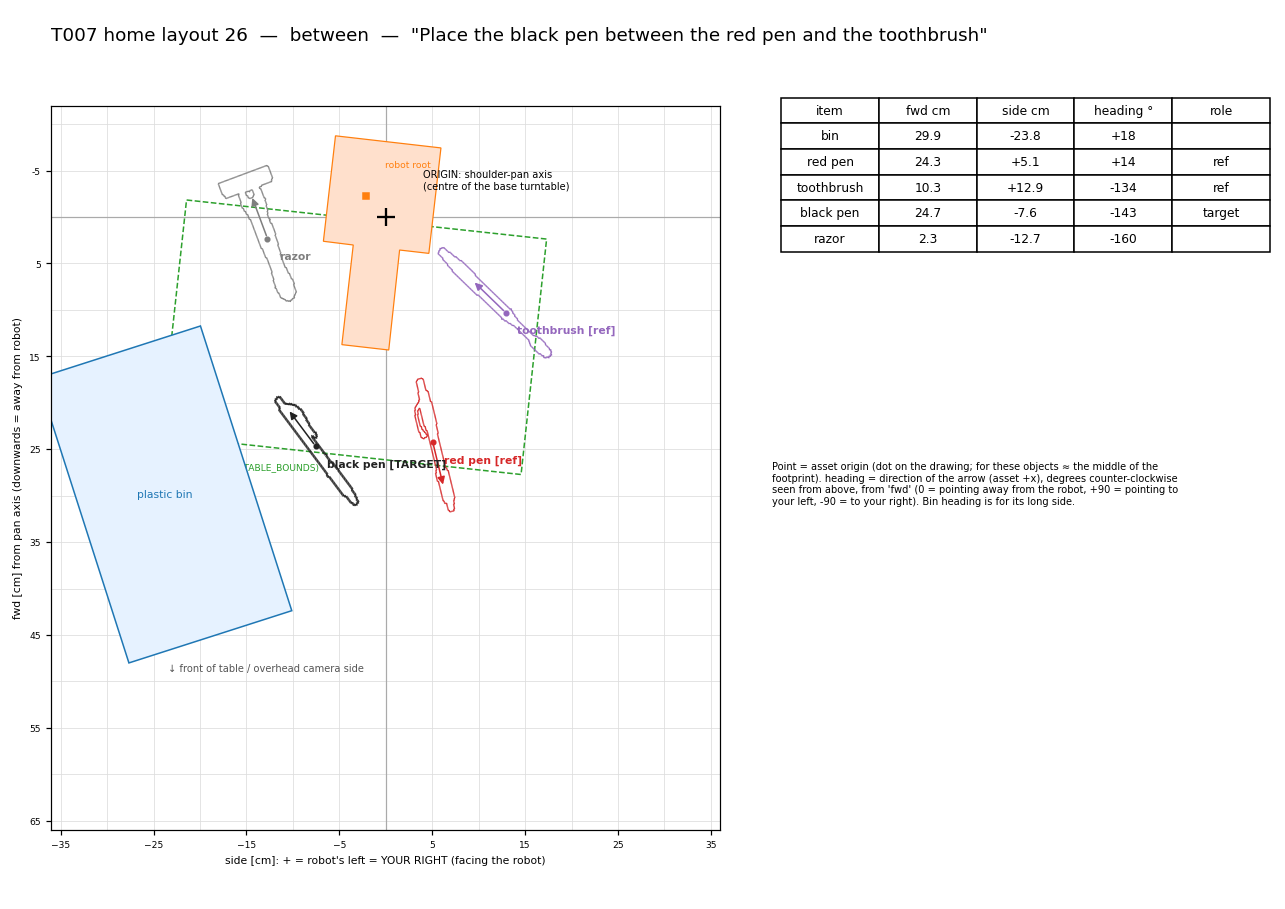 T007 home layout 26 — between — "Place the black pen between the red pen and the toothbrush"
item fwd cm side cm heading ° role
bin 29.9 -23.8 +18
red pen 24.3 +5.1 +14 ref
toothbrush 10.3 +12.9 -134 ref
black pen 24.7 -7.6 -143 target
razor 2.3 -12.7 -160
robot root
ORIGIN: shoulder-pan axis
(centre of the base turntable)
razor
toothbrush [ref]
black pen [TARGET]
red pen [ref]
TABLE_BOUNDS)
plastic bin
↓ front of table / overhead camera side
fwd [cm] from pan axis (downwards = away from robot)
-5
5
15
25
35
45
55
65
−35 −25 −15 −5 5 15 25 35
side [cm]: + = robot's left = YOUR RIGHT (facing the robot)
Point = asset origin (dot on the drawing; for these objects ≈ the middle of the
footprint). heading = direction of the arrow (asset +x), degrees counter-clockwise
seen from above, from 'fwd' (0 = pointing away from the robot, +90 = pointing to
your left, -90 = to your right). Bin heading is for its long side.